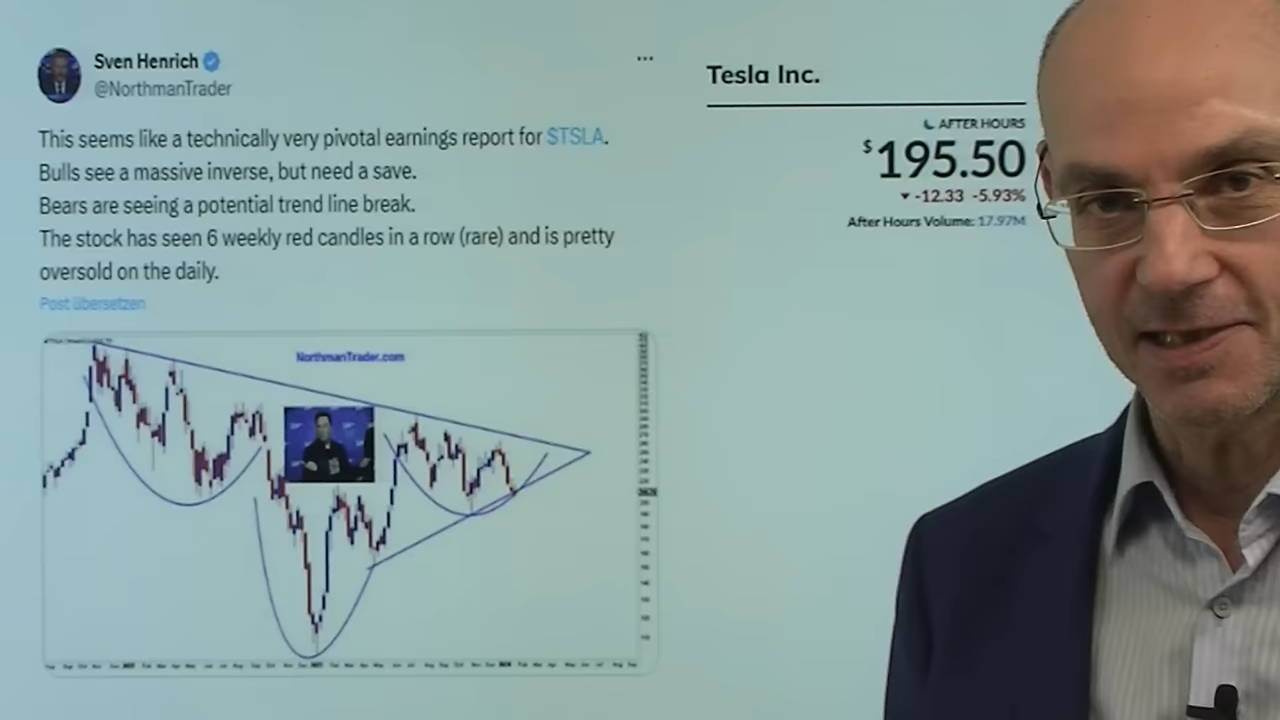 Sven Henrich
@NorthmanTrader
This seems like a technically very pivotal earnings report for $TSLA.
Bulls see a massive inverse, but need a save.
Bears are seeing a potential trend line break.
The stock has seen 6 weekly red candles in a row (rare) and is pretty
oversold on the daily.
Post übersetzen
NorthmanTrader.com
Tesla Inc.
AFTER HOURS
$195.50
-12.33 -5.93%
After Hours Volume: 17.97M